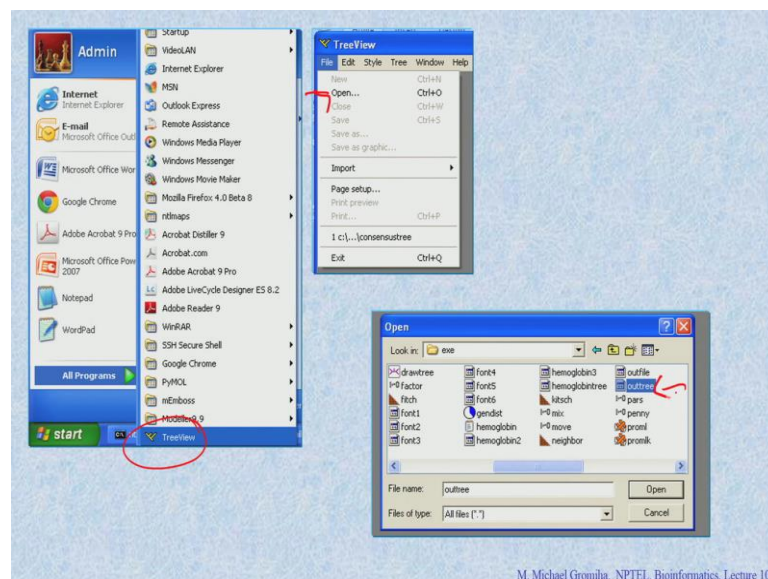 Admin
Internet
Internet Explorer
E-mail
Microsoft Office Outl
Microsoft Office Wor
Google Chrome
Adobe Acrobat 9 Pro
Microsoft Office Pow
2007
Notepad
WordPad
All Programs
start
Startup
VideoLAN
Internet Explorer
MSN
Outlook Express
Remote Assistance
Windows Media Player
Windows Messenger
Windows Movie Maker
Mozilla Firefox 4.0 Beta 8
ntlmaps
Acrobat Distiller 9
Acrobat.com
Adobe Acrobat 9 Pro
Adobe LiveCycle Designer ES 8.2
Adobe Reader 9
WinRAR
SSH Secure Shell
Google Chrome
PyMOL
mEmboss
Modeller9.9
TreeView
TreeView
File Edit Style Tree Window Help
New Ctrl+N
Open... Ctrl+O
Close Ctrl+W
Save Ctrl+S
Save as...
Save as graphic...
Import
Page setup...
Print preview
Print... Ctrl+P
1 c:\...\consensustree
Exit Ctrl+Q
Open
Look in: exe
drawtree font4 hemoglobin3 outfile
factor font5 hemoglobintree outtree
fitch font6 kitsch pars
font1 gendist mix penny
font2 hemoglobin move proml
font3 hemoglobin2 neighbor promlk
File name: outtree Open
Files of type: All files (*.*) Cancel
M. Michael Gromiha, NPTEL, Bioinformatics, Lecture 10